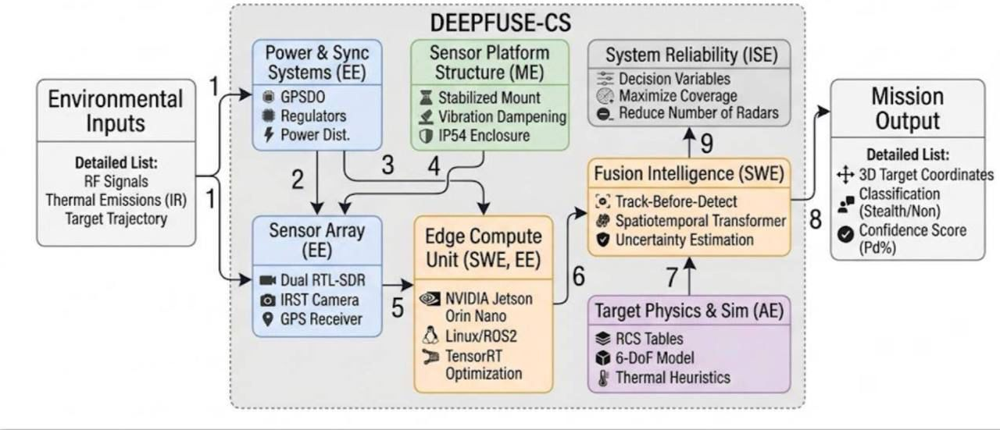 DEEPFUSE-CS
Environmental
Inputs
Detailed List:
RF Signals
Thermal Emissions (IR)
Target Trajectory
1
1
Power & Sync
Systems (EE)
GPSDO
Regulators
Power Dist.
Sensor Platform
Structure (ME)
Stabilized Mount
Vibration Dampening
IP54 Enclosure
System Reliability (ISE)
Decision Variables
Maximize Coverage
Reduce Number of Radars
2
3
4
9
Sensor Array
(EE)
Dual RTL-SDR
IRST Camera
GPS Receiver
5
Edge Compute
Unit (SWE, EE)
NVIDIA Jetson
Orin Nano
Linux/ROS2
TensorRT
Optimization
6
Fusion Intelligence (SWE)
Track-Before-Detect
Spatiotemporal Transformer
Uncertainty Estimation
7
Target Physics & Sim (AE)
RCS Tables
6-DoF Model
Thermal Heuristics
8
Mission
Output
Detailed List:
3D Target Coordinates
Classification
(Stealth/Non)
Confidence Score
(Pd%)